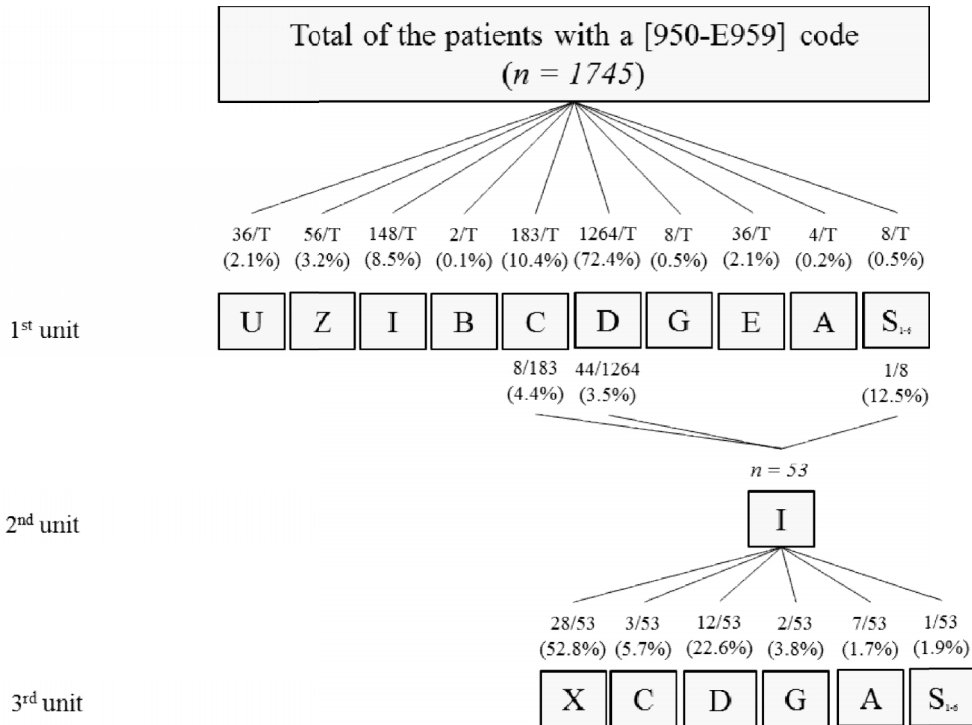 Total of the patients with a [950-E959] code
(n = 1745)
36/T 56/T 148/T 2/T 183/T 1264/T 8/T 36/T 4/T 8/T
(2.1%) (3.2%) (8.5%) (0.1%) (10.4%) (72.4%) (0.5%) (2.1%) (0.2%) (0.5%)
1st unit U Z I B C D G E A S1-6
8/183 44/1264 1/8
(4.4%) (3.5%) (12.5%)
n = 53
2nd unit I
28/53 3/53 12/53 2/53 7/53 1/53
(52.8%) (5.7%) (22.6%) (3.8%) (1.7%) (1.9%)
3rd unit X C D G A S1-6